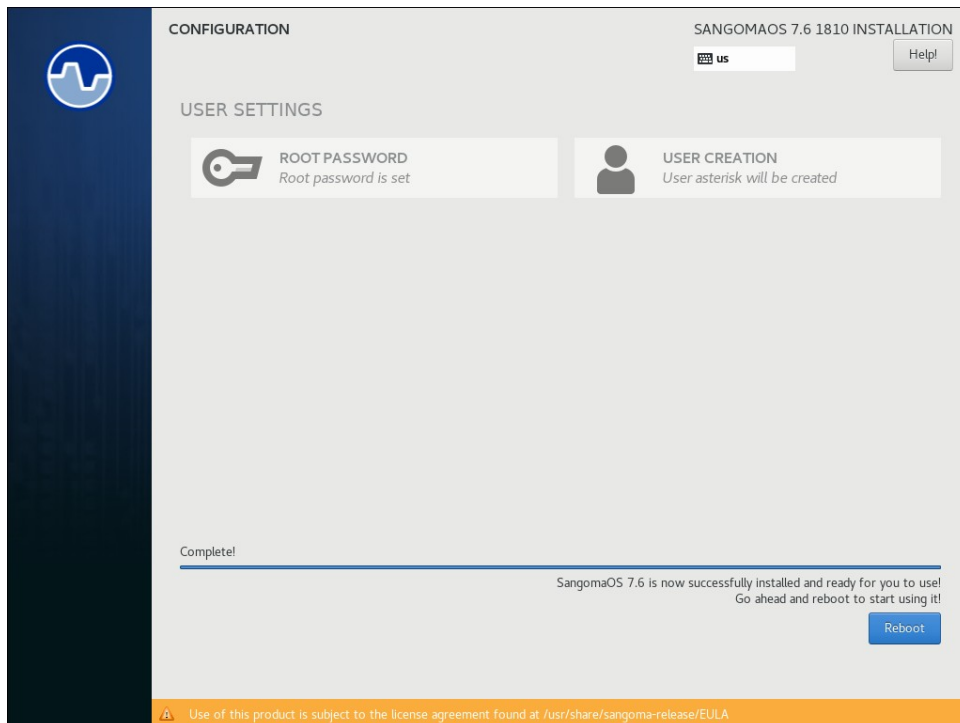 CONFIGURATION
SANGOMAOS 7.6 1810 INSTALLATION
us
Help!
USER SETTINGS
ROOT PASSWORD
Root password is set
USER CREATION
User asterisk will be created
Complete!
SangomaOS 7.6 is now successfully installed and ready for you to use!
Go ahead and reboot to start using it!
Reboot
Use of this product is subject to the license agreement found at /usr/share/sangoma-release/EULA